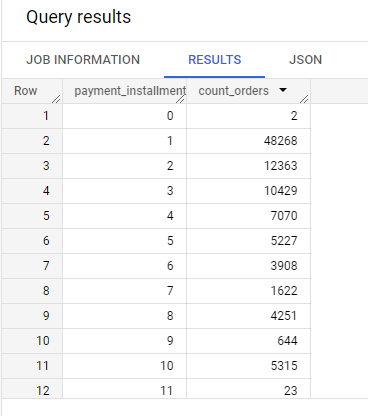 Query results
JOB INFORMATION RESULTS JSON
Row payment_installment count_orders
1 0 2
2 1 48268
3 2 12363
4 3 10429
5 4 7070
6 5 5227
7 6 3908
8 7 1622
9 8 4251
10 9 644
11 10 5315
12 11 23